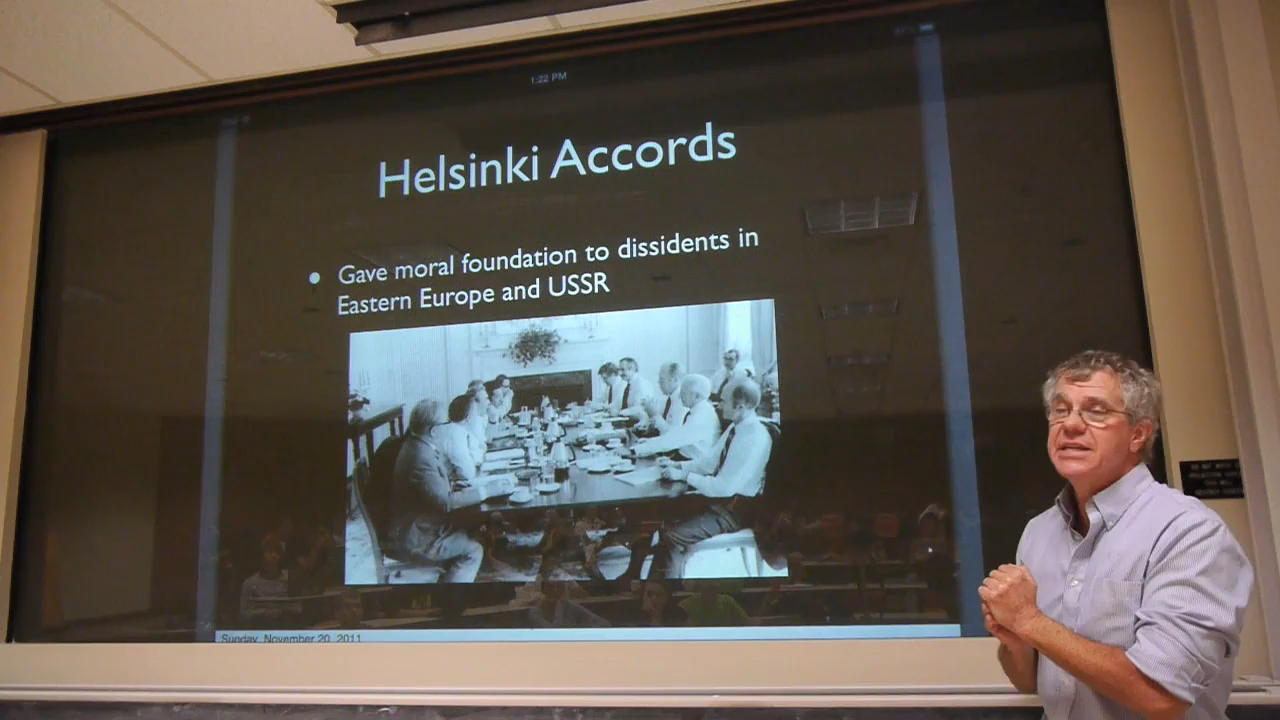 1:22 PM
Helsinki Accords
• Gave moral foundation to dissidents in
Eastern Europe and USSR
Sunday, November 20, 2011